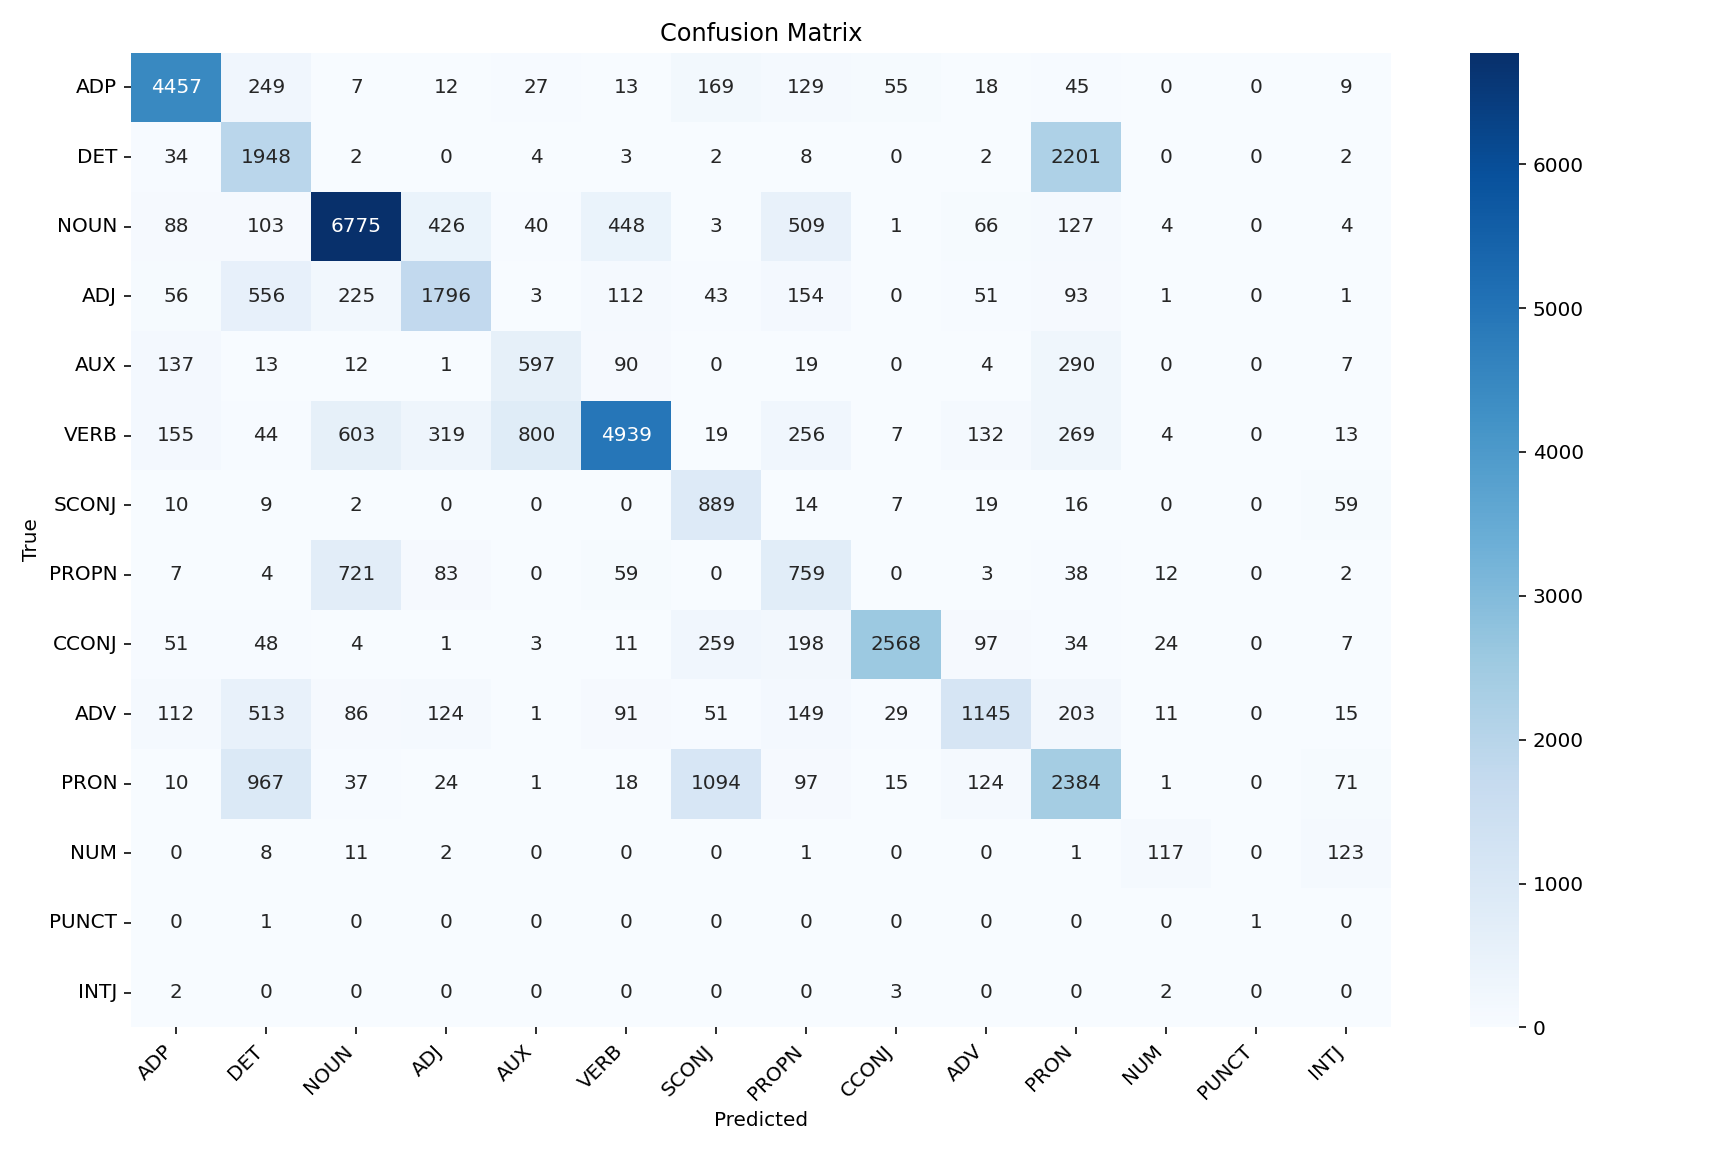 Confusion Matrix
ADP 4457 249 7 12 27 13 169 129 55 18 45 0 0 9
DET 34 1948 2 0 4 3 2 8 0 2 2201 0 0 2
NOUN 88 103 6775 426 40 448 3 509 1 66 127 4 0 4
ADJ 56 556 225 1796 3 112 43 154 0 51 93 1 0 1
AUX 137 13 12 1 597 90 0 19 0 4 290 0 0 7
VERB 155 44 603 319 800 4939 19 256 7 132 269 4 0 13
SCONJ 10 9 2 0 0 0 889 14 7 19 16 0 0 59
PROPN 7 4 721 83 0 59 0 759 0 3 38 12 0 2
CCONJ 51 48 4 1 3 11 259 198 2568 97 34 24 0 7
ADV 112 513 86 124 1 91 51 149 29 1145 203 11 0 15
PRON 10 967 37 24 1 18 1094 97 15 124 2384 1 0 71
NUM 0 8 11 2 0 0 0 1 0 0 1 117 0 123
PUNCT 0 1 0 0 0 0 0 0 0 0 0 0 1 0
INTJ 2 0 0 0 0 0 0 0 3 0 0 2 0 0
ADP DET NOUN ADJ AUX VERB SCONJ PROPN CCONJ ADV PRON NUM PUNCT INTJ
Predicted
True
6000
5000
4000
3000
2000
1000
0